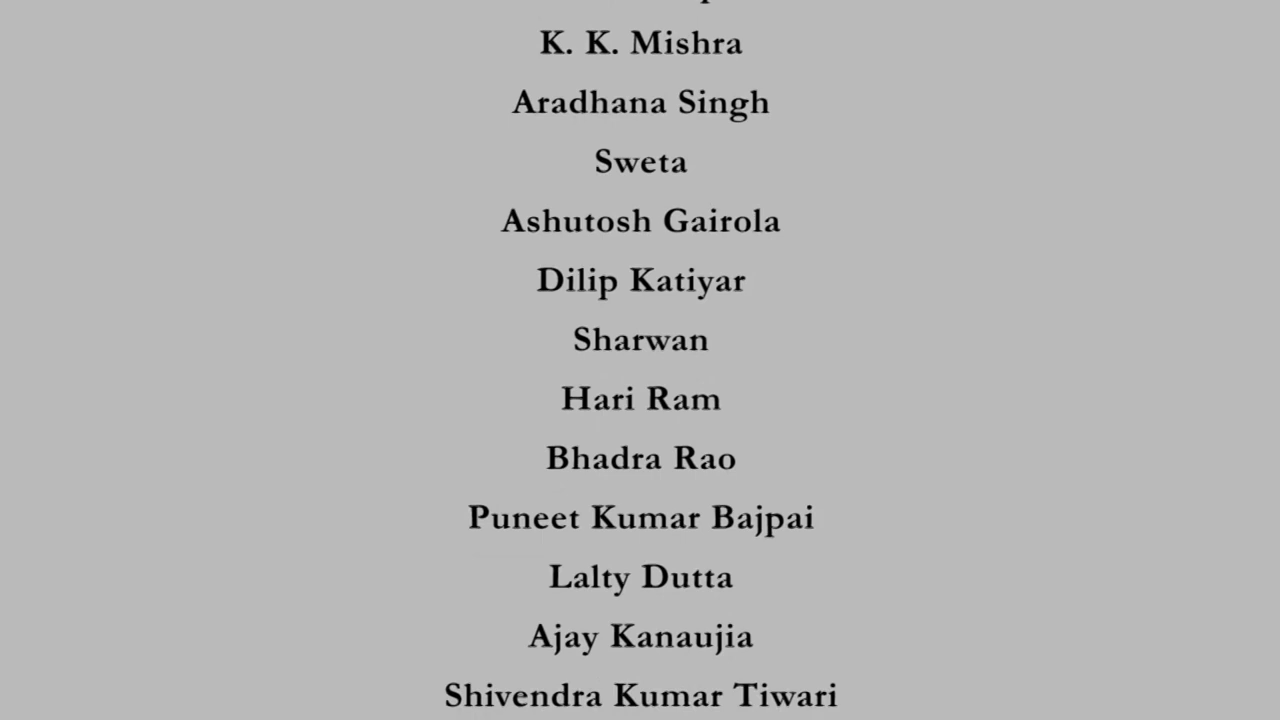 K. K. Mishra
Aradhana Singh
Sweta
Ashutosh Gairola
Dilip Katiyar
Sharwan
Hari Ram
Bhadra Rao
Puneet Kumar Bajpai
Lalty Dutta
Ajay Kanaujia
Shivendra Kumar Tiwari